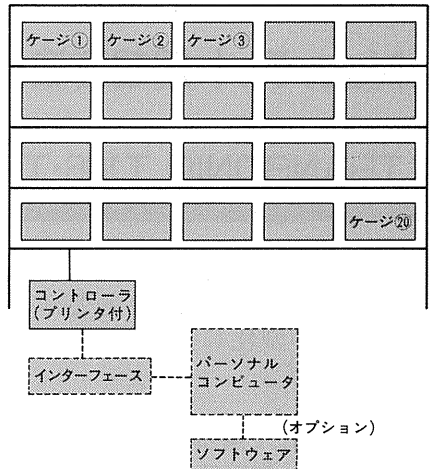 ケージ①
ケージ②
ケージ③
ケージ⑳
コントローラ
(プリンタ付)
インターフェース
パーソナル
コンピュータ
(オプション)
ソフトウェア